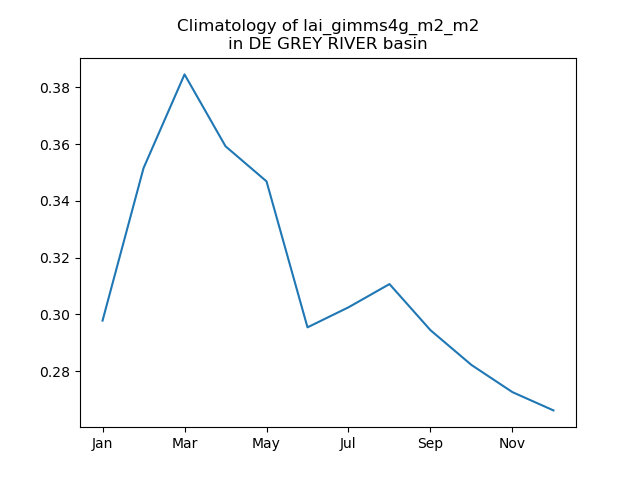 Climatology of lai_gimms4g_m2_m2
in DE GREY RIVER basin
0.38
0.36
0.34
0.32
0.30
0.28
Jan Mar May Jul Sep Nov